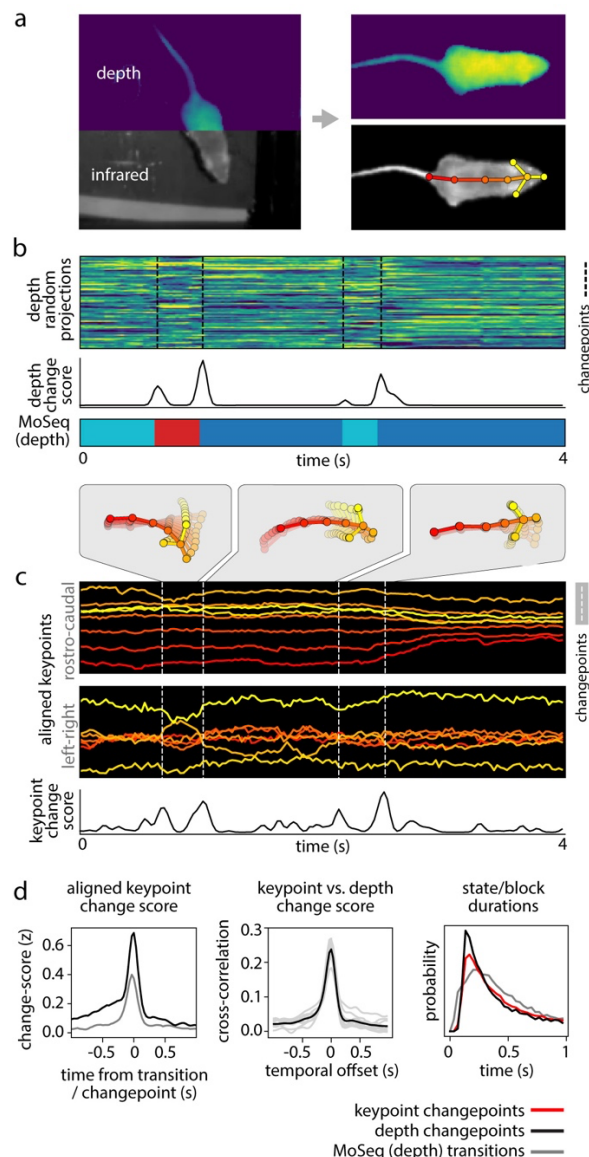 a
depth
infrared
b
depth
random
projections
changepoints
depth
change
score
MoSeq
(depth)
0
time (s)
4
c
aligned keypoints
rostro-caudal
left-right
changepoints
keypoint
change
score
0
time (s)
4
d
aligned keypoint
change score
change-score (z)
0.6
0.4
0.2
0.0
-0.5
0
0.5
time from transition
/ changepoint (s)
keypoint vs. depth
change score
cross-correlation
0.3
0.2
0.1
0.0
-0.5
0
0.5
temporal offset (s)
state/block
durations
probability
0
0.5
1
time (s)
keypoint changepoints
depth changepoints
MoSeq (depth) transitions